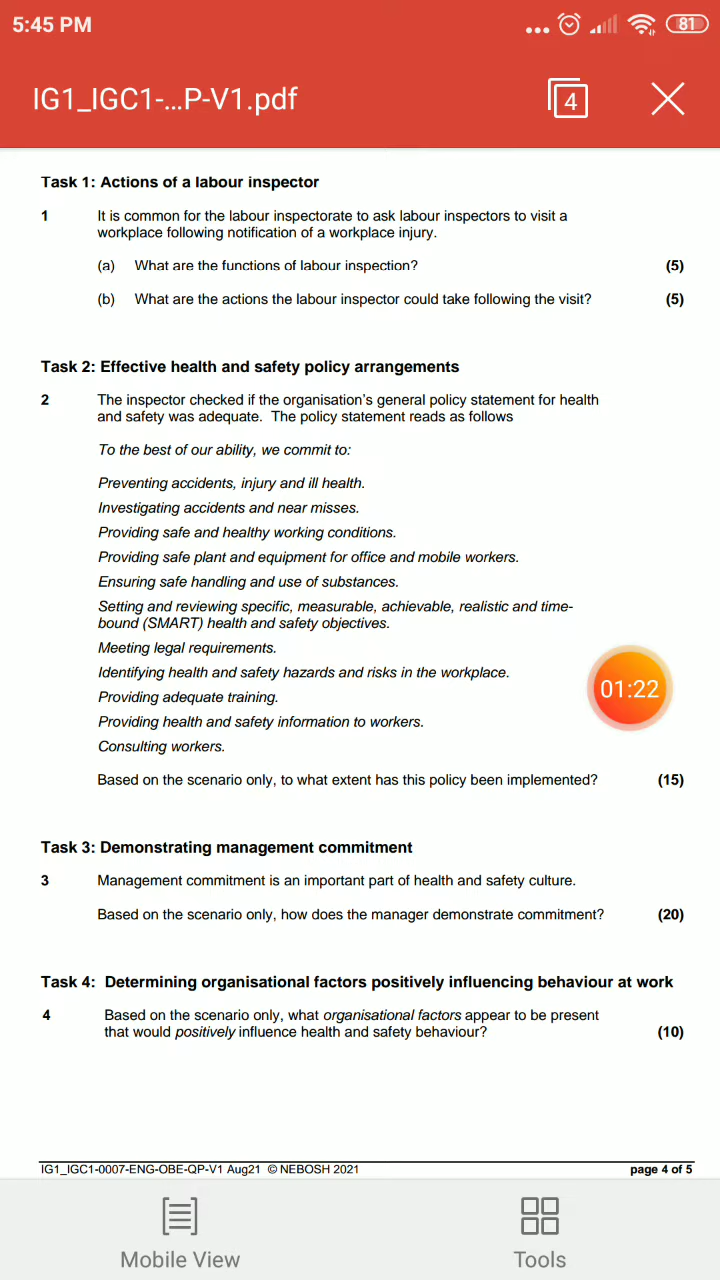 5:45 PM
81
IG1_IGC1-...P-V1.pdf
4
Task 1: Actions of a labour inspector
1 It is common for the labour inspectorate to ask labour inspectors to visit a
workplace following notification of a workplace injury.
(a) What are the functions of labour inspection? (5)
(b) What are the actions the labour inspector could take following the visit? (5)
Task 2: Effective health and safety policy arrangements
2 The inspector checked if the organisation's general policy statement for health
and safety was adequate. The policy statement reads as follows
To the best of our ability, we commit to:
Preventing accidents, injury and ill health.
Investigating accidents and near misses.
Providing safe and healthy working conditions.
Providing safe plant and equipment for office and mobile workers.
Ensuring safe handling and use of substances.
Setting and reviewing specific, measurable, achievable, realistic and time-
bound (SMART) health and safety objectives.
Meeting legal requirements.
Identifying health and safety hazards and risks in the workplace.
01:22
Providing adequate training.
Providing health and safety information to workers.
Consulting workers.
Based on the scenario only, to what extent has this policy been implemented? (15)
Task 3: Demonstrating management commitment
3 Management commitment is an important part of health and safety culture.
Based on the scenario only, how does the manager demonstrate commitment? (20)
Task 4: Determining organisational factors positively influencing behaviour at work
4 Based on the scenario only, what organisational factors appear to be present
that would positively influence health and safety behaviour? (10)
IG1_IGC1-0007-ENG-OBE-QP-V1 Aug21 © NEBOSH 2021 page 4 of 5
Mobile View
Tools